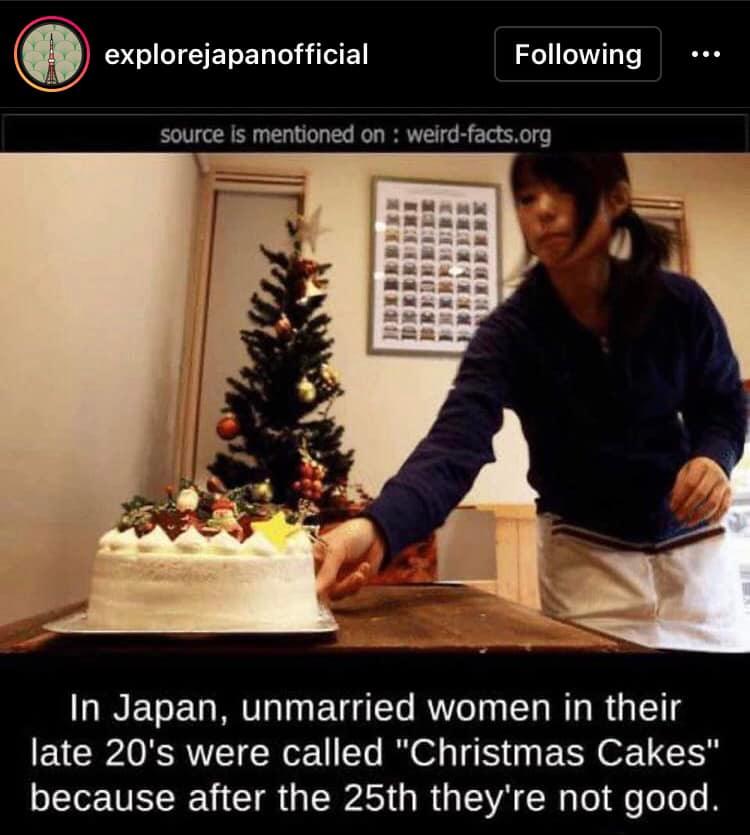 explorejapanofficial
Following
source is mentioned on : weird-facts.org
In Japan, unmarried women in their
late 20's were called "Christmas Cakes"
because after the 25th they're not good.